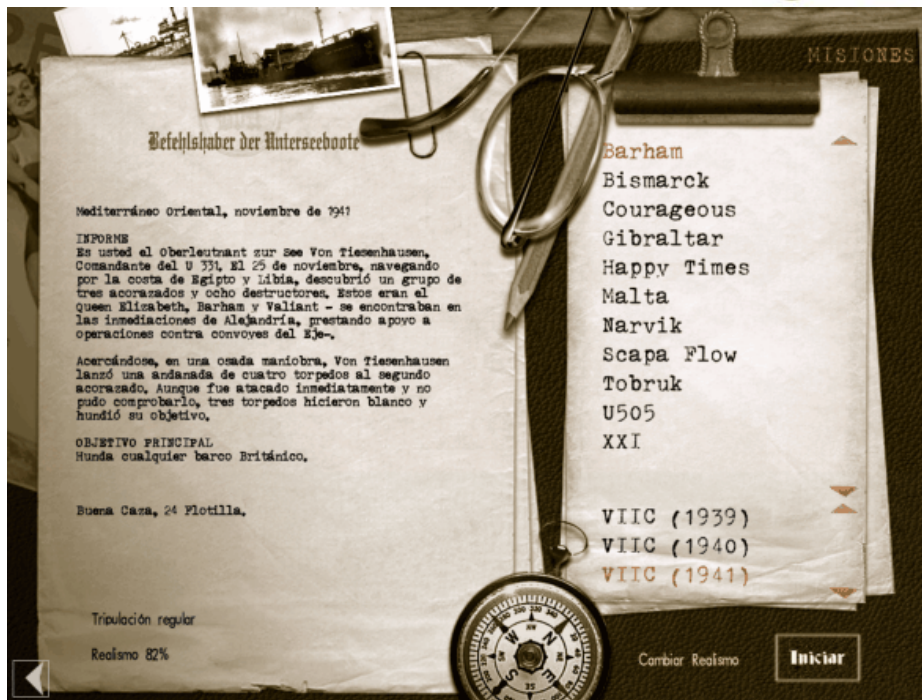 Befehlshaber der Unterseeboote
Mediterráneo Oriental, noviembre de 1941
INFORME
Es usted el Oberleutnant zur See Von Tiesenhausen,
Comandante del U 331. El 25 de noviembre, navegando
por la costa de Egipto y Libia, descubrió un grupo de
tres acorazados y ocho destructores. Estos eran el
Queen Elizabeth, Barham y Valiant - se encontraban en
las inmediaciones de Alejandría, prestando apoyo a
operaciones contra convoyes del Eje-.
Acercándose, en una osada maniobra, Von Tiesenhausen
lanzó una andanada de cuatro torpedos al segundo
acorazado. Aunque fue atacado inmediatamente y no
pudo comprobarlo, tres torpedos hicieron blanco y
hundió su objetivo.
OBJETIVO PRINCIPAL
Hunda cualquier barco Británico.
Buena Caza, 24 Flotilla.
Tripulación regular
Realismo 82%
MISIONES
Barham
Bismarck
Courageous
Gibraltar
Happy Times
Malta
Narvik
Scapa Flow
Tobruk
U505
XXI
VIIC (1939)
VIIC (1940)
VIIC (1941)
Cambiar Realismo
Iniciar